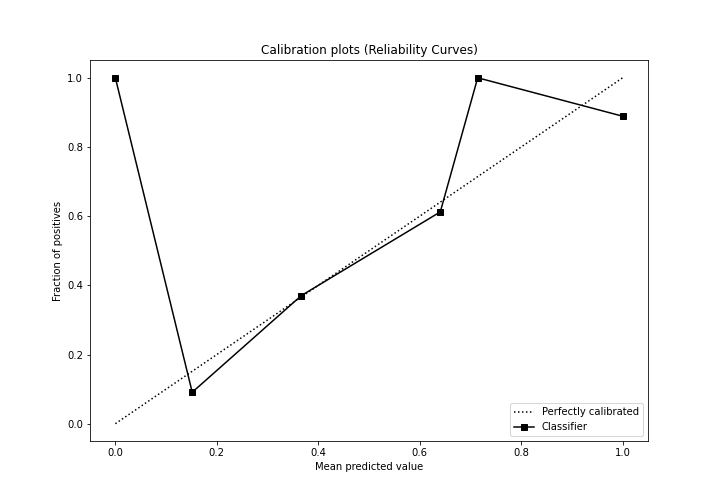 Calibration plots (Reliability Curves)
1.0
0.8
0.6
0.4
0.2
0.0
Fraction of positives
0.0 0.2 0.4 0.6 0.8 1.0
Mean predicted value
Perfectly calibrated
Classifier